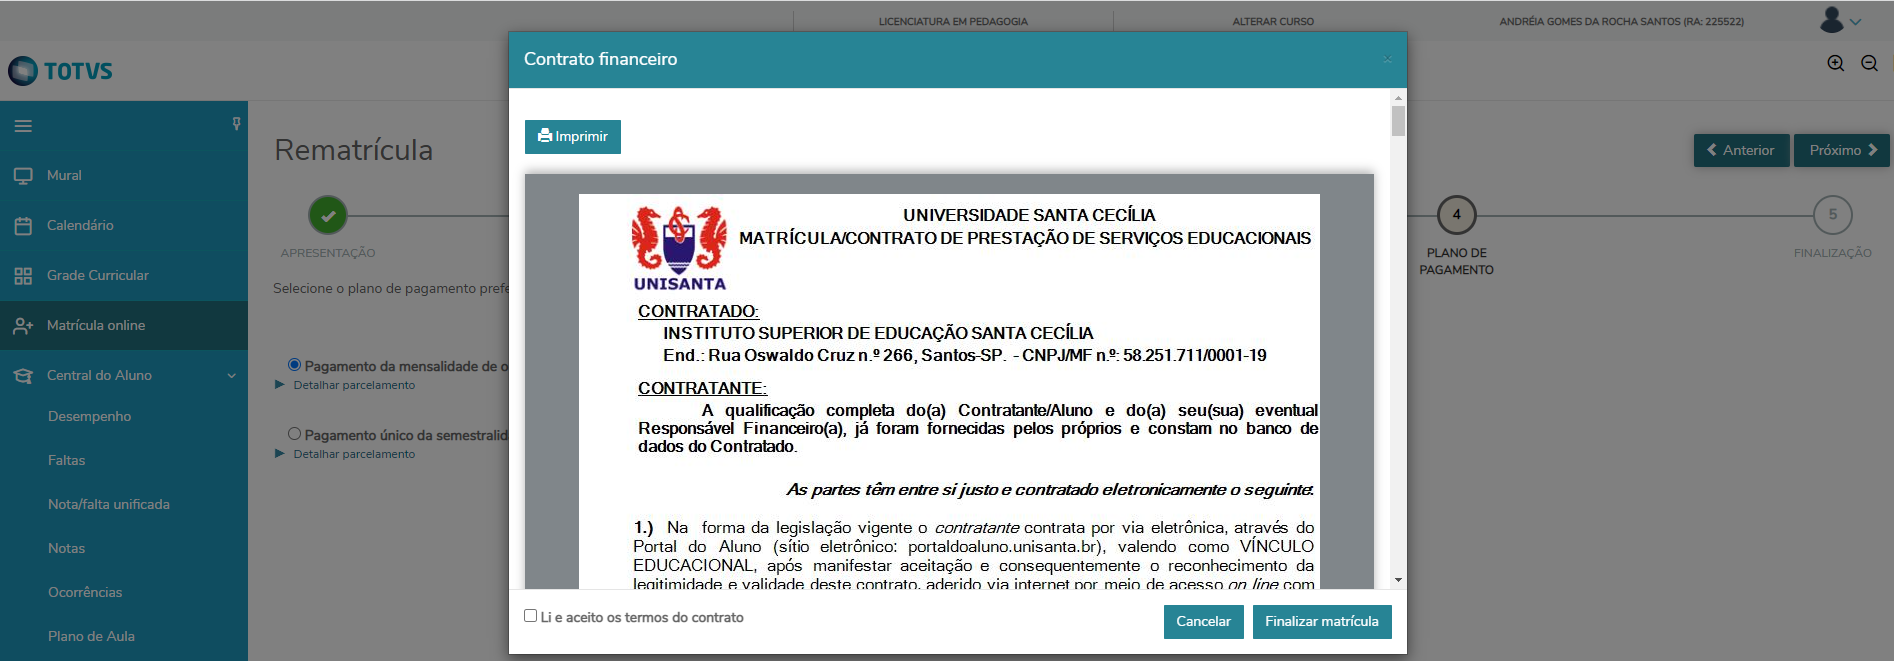 LICENCIATURA EM PEDAGOGIA
ALTERAR CURSO
ANDRÉIA GOMES DA ROCHA SANTOS (RA: 225522)
TOTVS
Mural
Calendário
Grade Curricular
Matrícula online
Central do Aluno
Desempenho
Faltas
Nota/falta unificada
Notas
Ocorrências
Plano de Aula
Rematrícula
Anterior
Próximo
APRESENTAÇÃO
4
PLANO DE
PAGAMENTO
5
FINALIZAÇÃO
Selecione o plano de pagamento prefe
Pagamento da mensalidade de o
Detalhar parcelamento
Pagamento único da semestralid
Detalhar parcelamento
Contrato financeiro
×
Imprimir
UNISANTA
UNIVERSIDADE SANTA CECÍLIA
MATRÍCULA/CONTRATO DE PRESTAÇÃO DE SERVIÇOS EDUCACIONAIS
CONTRATADO:
INSTITUTO SUPERIOR DE EDUCAÇÃO SANTA CECÍLIA
End.: Rua Oswaldo Cruz n.º 266, Santos-SP. - CNPJ/MF n.º: 58.251.711/0001-19
CONTRATANTE:
A qualificação completa do(a) Contratante/Aluno e do(a) seu(sua) eventual
Responsável Financeiro(a), já foram fornecidas pelos próprios e constam no banco de
dados do Contratado.
As partes têm entre si justo e contratado eletronicamente o seguinte:
1.) Na forma da legislação vigente o contratante contrata por via eletrônica, através do
Portal do Aluno (sítio eletrônico: portaldoaluno.unisanta.br), valendo como VÍNCULO
EDUCACIONAL, após manifestar aceitação e consequentemente o reconhecimento da
legitimidade e validade deste contrato, aderido via internet por meio de acesso on line com
Li e aceito os termos do contrato
Cancelar
Finalizar matrícula